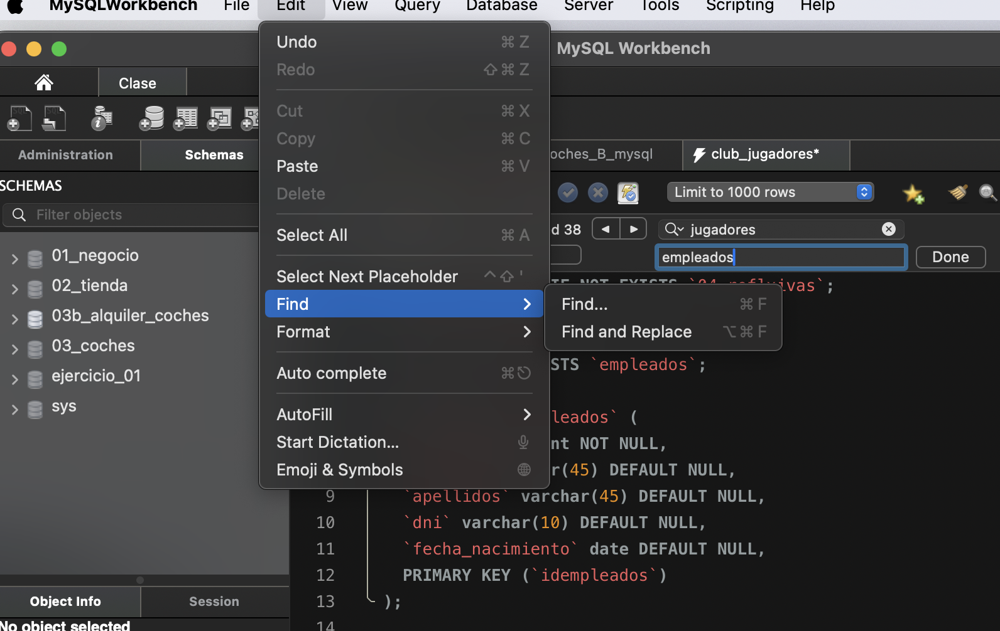 MySQLWorkbench File Edit View Query Database Server Tools Scripting Help
MySQL Workbench
Clase
Administration
Schemas
oches_B_mysql
club_jugadores*
SCHEMAS
Filter objects
01_negocio
02_tienda
03b_alquiler_coches
03_coches
ejercicio_01
sys
Object Info
Session
No object selected
Undo ⌘ Z
Redo ⇧ ⌘ Z
Cut ⌘ X
Copy ⌘ C
Paste ⌘ V
Delete
Select All ⌘ A
Select Next Placeholder ^ ⇧ '
Find
Format
Auto complete ⌘
AutoFill
Start Dictation...
Emoji & Symbols
Find... ⌘ F
Find and Replace ⌥ ⌘ F
Limit to 1000 rows
d 38
jugadores
empleados
Done
STS `empleados`;
leados` (
nt NOT NULL,
r(45) DEFAULT NULL,
9 `apellidos` varchar(45) DEFAULT NULL,
10 `dni` varchar(10) DEFAULT NULL,
11 `fecha_nacimiento` date DEFAULT NULL,
12 PRIMARY KEY (`idempleados`)
13 );
14